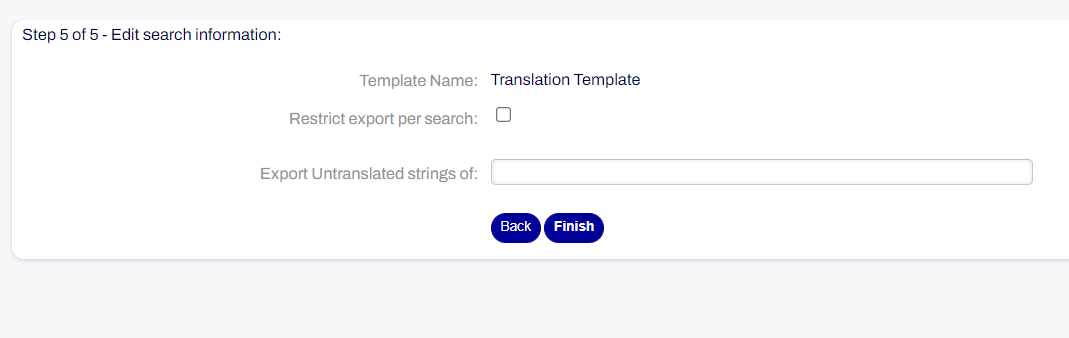 Step 5 of 5 - Edit search information:
Template Name: Translation Template
Restrict export per search:
Export Untranslated strings of:
Back Finish